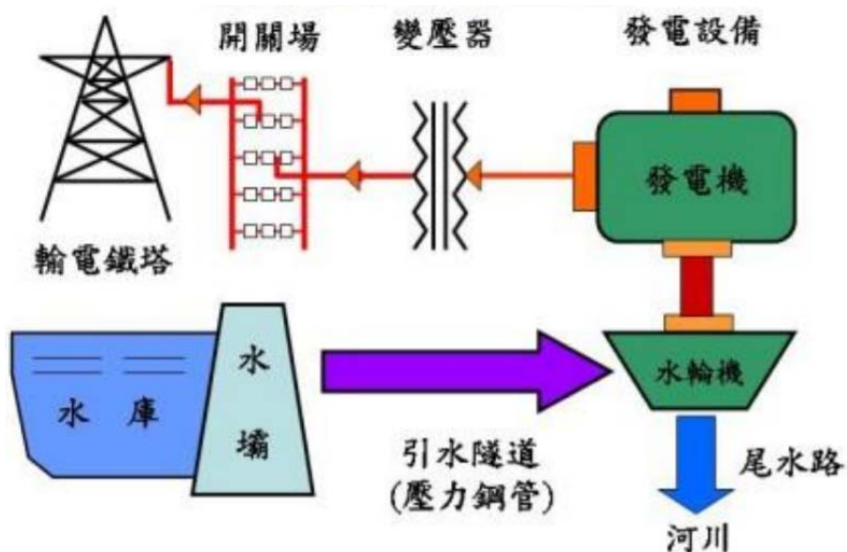 開關場
變壓器
發電設備
發電機
輸電鐵塔
水庫
水壩
水輪機
引水隧道
(壓力鋼管)
尾水路
河川